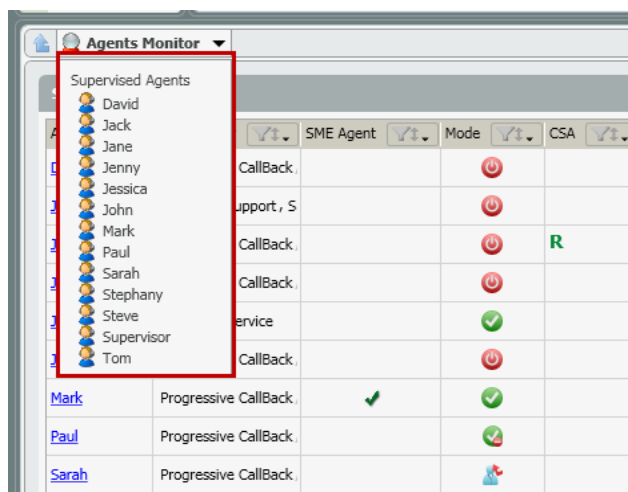 Agents Monitor
Supervised Agents
David
Jack
Jane
Jenny
Jessica
John
Mark
Paul
Sarah
Stephany
Steve
Supervisor
Tom
SME Agent Mode CSA
CallBack
upport, S
CallBack
R
CallBack
ervice
CallBack
Mark Progressive CallBack
Paul Progressive CallBack
Sarah Progressive CallBack